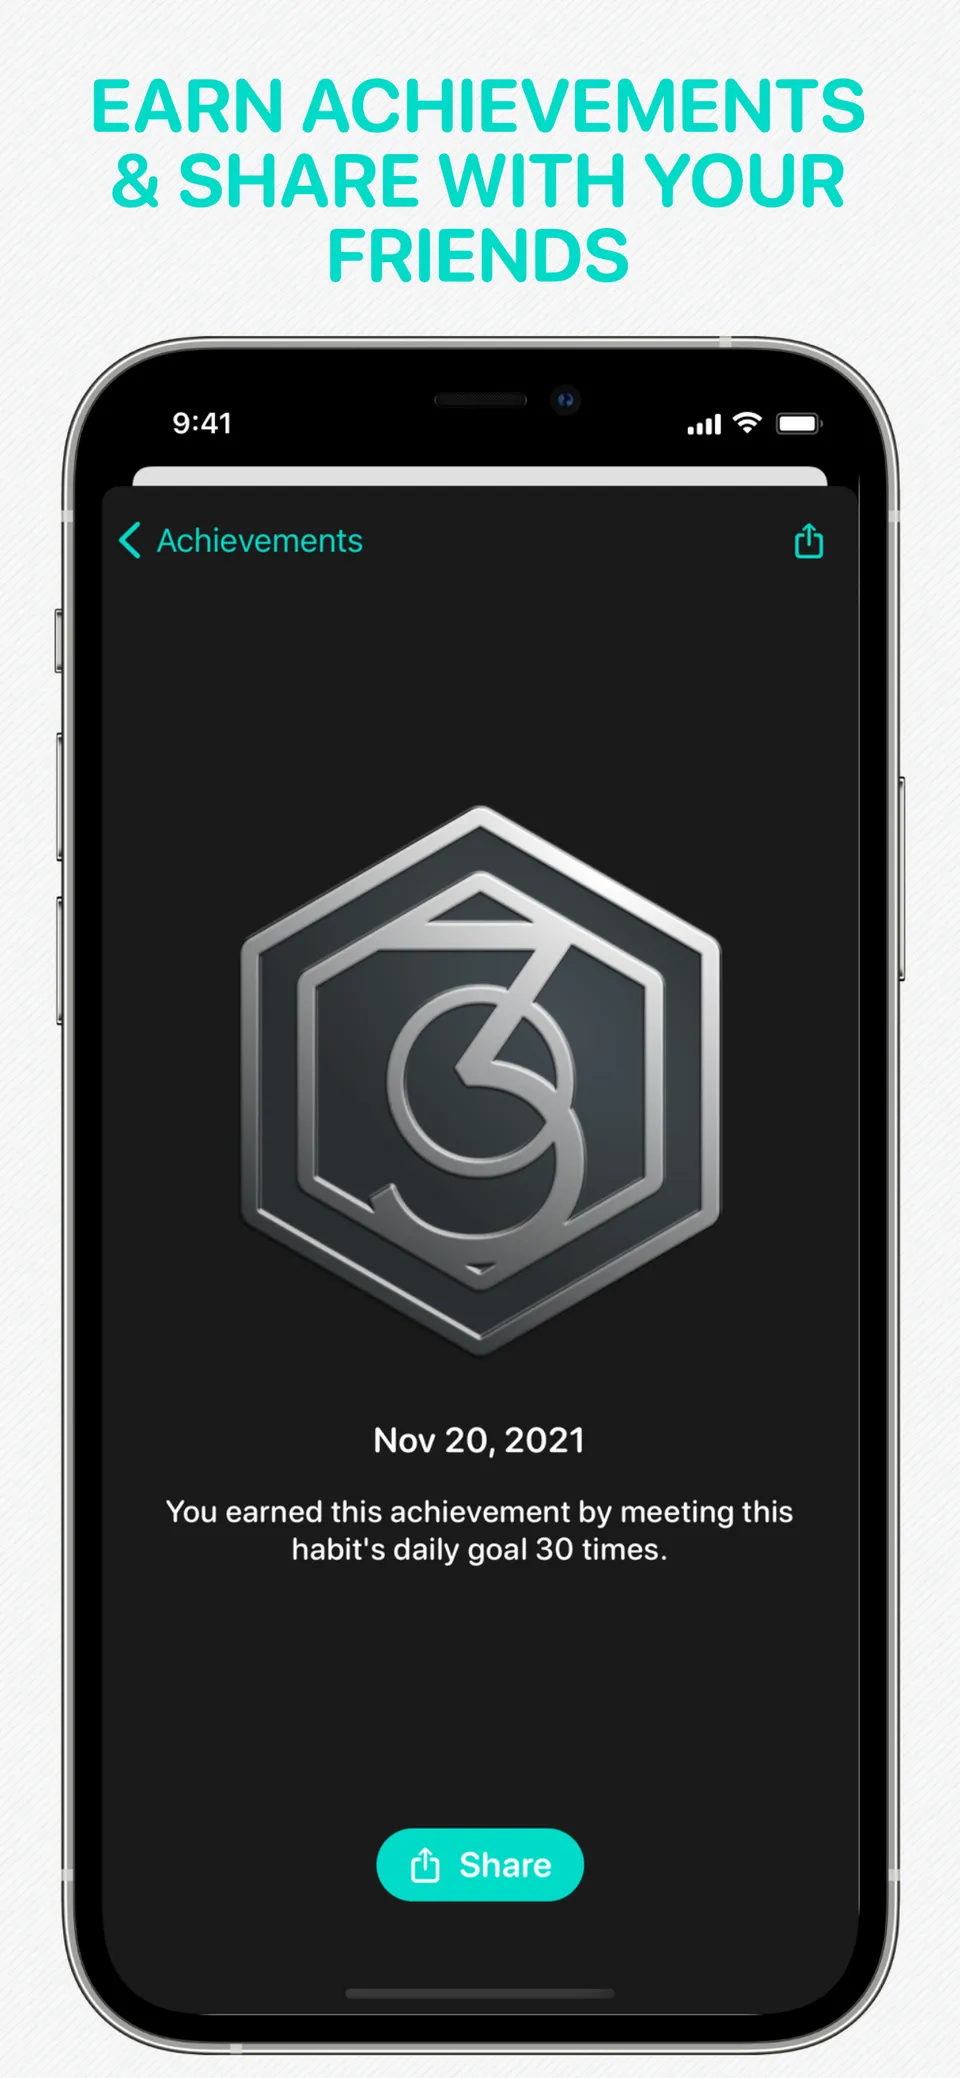 EARN ACHIEVEMENTS
& SHARE WITH YOUR
FRIENDS
9:41
Achievements
30
Nov 20, 2021
You earned this achievement by meeting this
habit's daily goal 30 times.
Share